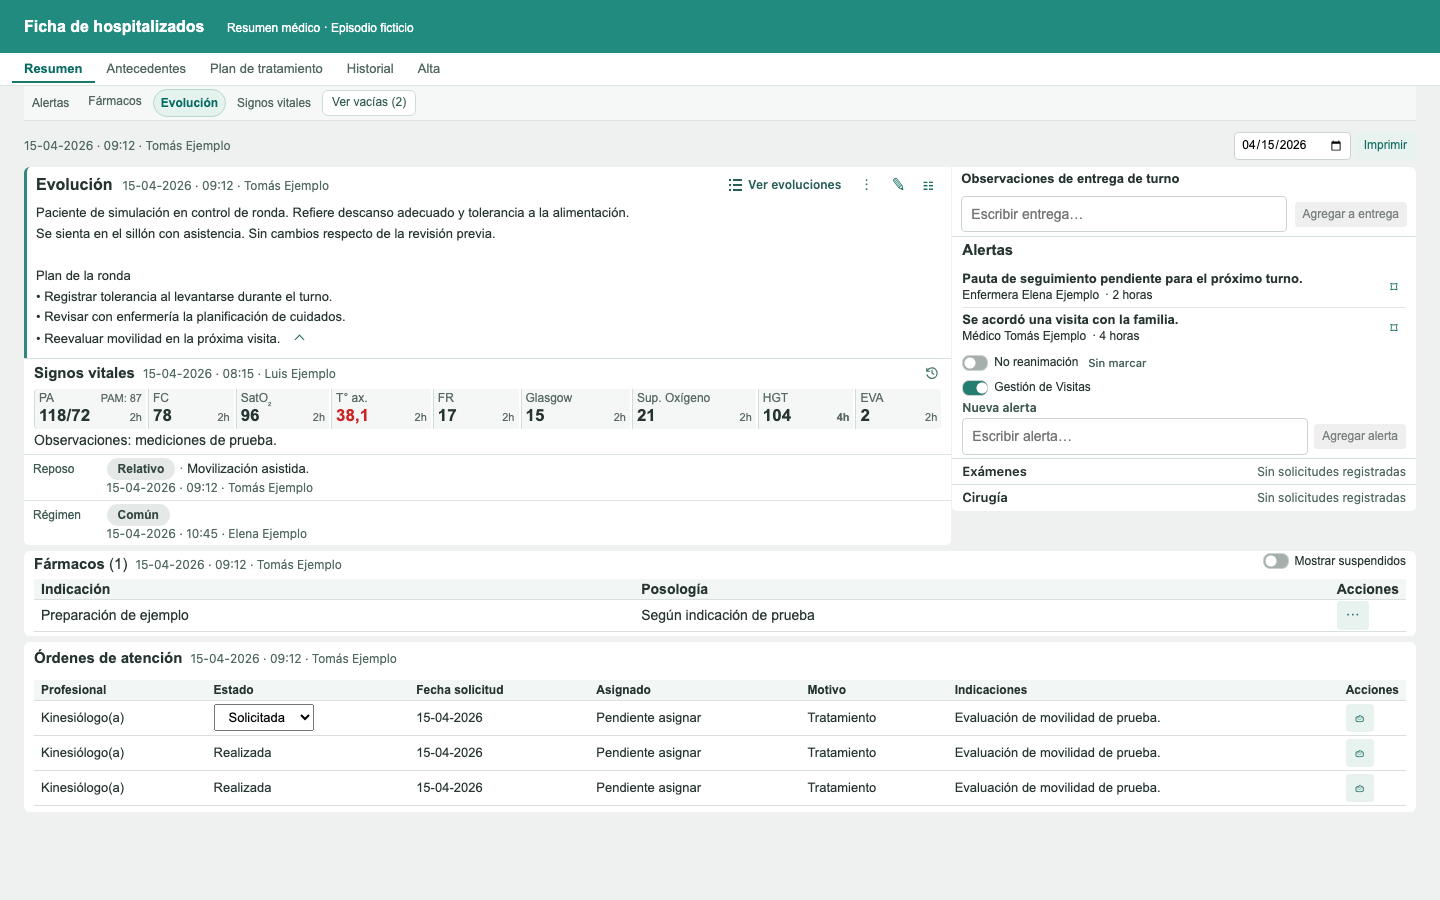 Ficha de hospitalizados Resumen médico · Episodio ficticio
Resumen Antecedentes Plan de tratamiento Historial Alta
Alertas Fármacos Evolución Signos vitales Ver vacías (2)
15-04-2026 · 09:12 · Tomás Ejemplo
04/15/2026 Imprimir
Evolución 15-04-2026 · 09:12 · Tomás Ejemplo Ver evoluciones
Paciente de simulación en control de ronda. Refiere descanso adecuado y tolerancia a la alimentación.
Se sienta en el sillón con asistencia. Sin cambios respecto de la revisión previa.
Plan de la ronda
• Registrar tolerancia al levantarse durante el turno.
• Revisar con enfermería la planificación de cuidados.
• Reevaluar movilidad en la próxima visita.
Signos vitales 15-04-2026 · 08:15 · Luis Ejemplo
PA PAM: 87 FC SatO₂ T° ax. FR Glasgow Sup. Oxígeno HGT EVA
118/72 2h 78 2h 96 2h 38,1 2h 17 2h 15 2h 21 2h 104 4h 2 2h
Observaciones: mediciones de prueba.
Reposo Relativo · Movilización asistida.
15-04-2026 · 09:12 · Tomás Ejemplo
Régimen Común
15-04-2026 · 10:45 · Elena Ejemplo
Observaciones de entrega de turno
Escribir entrega... Agregar a entrega
Alertas
Pauta de seguimiento pendiente para el próximo turno.
Enfermera Elena Ejemplo · 2 horas
Se acordó una visita con la familia.
Médico Tomás Ejemplo · 4 horas
No reanimación Sin marcar
Gestión de Visitas
Nueva alerta
Escribir alerta... Agregar alerta
Exámenes Sin solicitudes registradas
Cirugía Sin solicitudes registradas
Fármacos (1) 15-04-2026 · 09:12 · Tomás Ejemplo Mostrar suspendidos
Indicación Posología Acciones
Preparación de ejemplo Según indicación de prueba
Órdenes de atención 15-04-2026 · 09:12 · Tomás Ejemplo
Profesional Estado Fecha solicitud Asignado Motivo Indicaciones Acciones
Kinesiólogo(a) Solicitada 15-04-2026 Pendiente asignar Tratamiento Evaluación de movilidad de prueba.
Kinesiólogo(a) Realizada 15-04-2026 Pendiente asignar Tratamiento Evaluación de movilidad de prueba.
Kinesiólogo(a) Realizada 15-04-2026 Pendiente asignar Tratamiento Evaluación de movilidad de prueba.